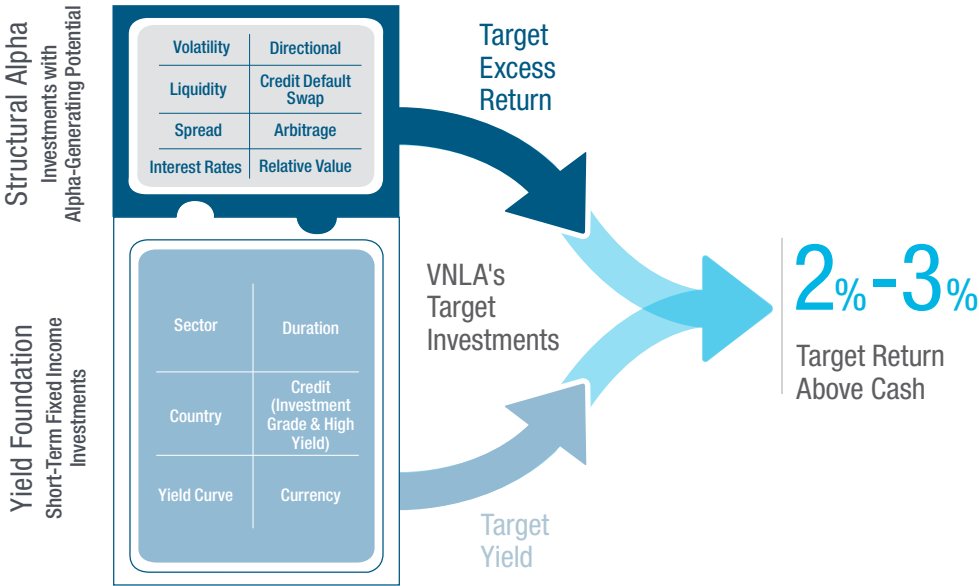 Structural Alpha
Investments with
Alpha-Generating Potential
Volatility
Directional
Liquidity
Credit Default
Swap
Spread
Arbitrage
Interest Rates
Relative Value
Target
Excess
Return
Yield Foundation
Short-Term Fixed Income
Investments
Sector
Duration
Country
Credit
(Investment
Grade & High
Yield)
Yield Curve
Currency
Target
Yield
VNLA's
Target
Investments
2%-3%
Target Return
Above Cash